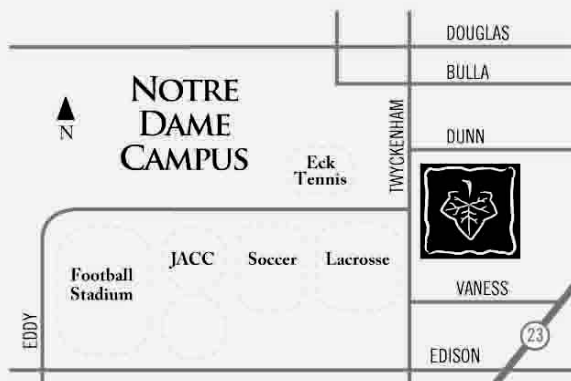 DOUGLAS
BULLA
NOTRE
DAME
CAMPUS
N
TWYCKENHAM
DUNN
Eck
Tennis
JACC
Soccer
Lacrosse
Football
Stadium
VANESS
EDDY
23
EDISON